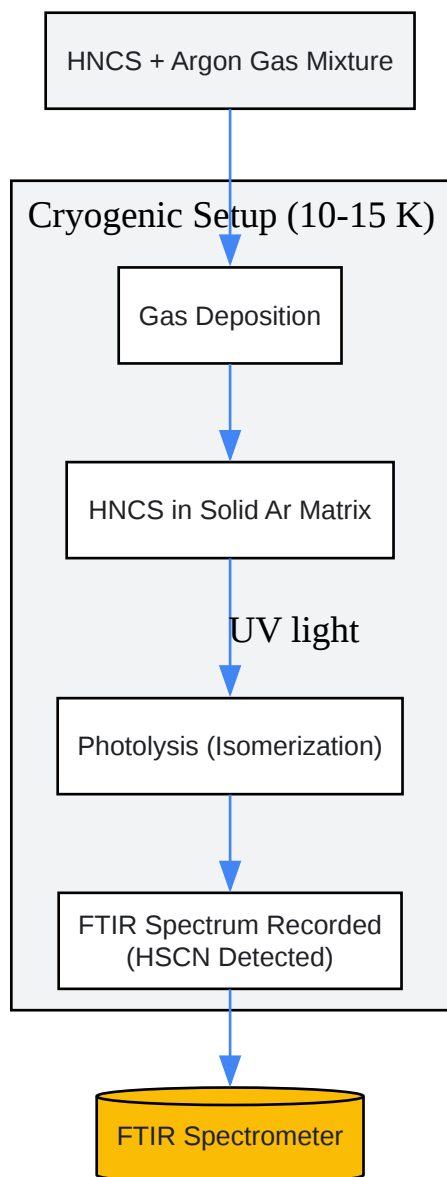 HNCS + Argon Gas Mixture
Cryogenic Setup (10-15 K)
Gas Deposition
HNCS in Solid Ar Matrix
UV light
Photolysis (Isomerization)
FTIR Spectrum Recorded
(HSCN Detected)
FTIR Spectrometer